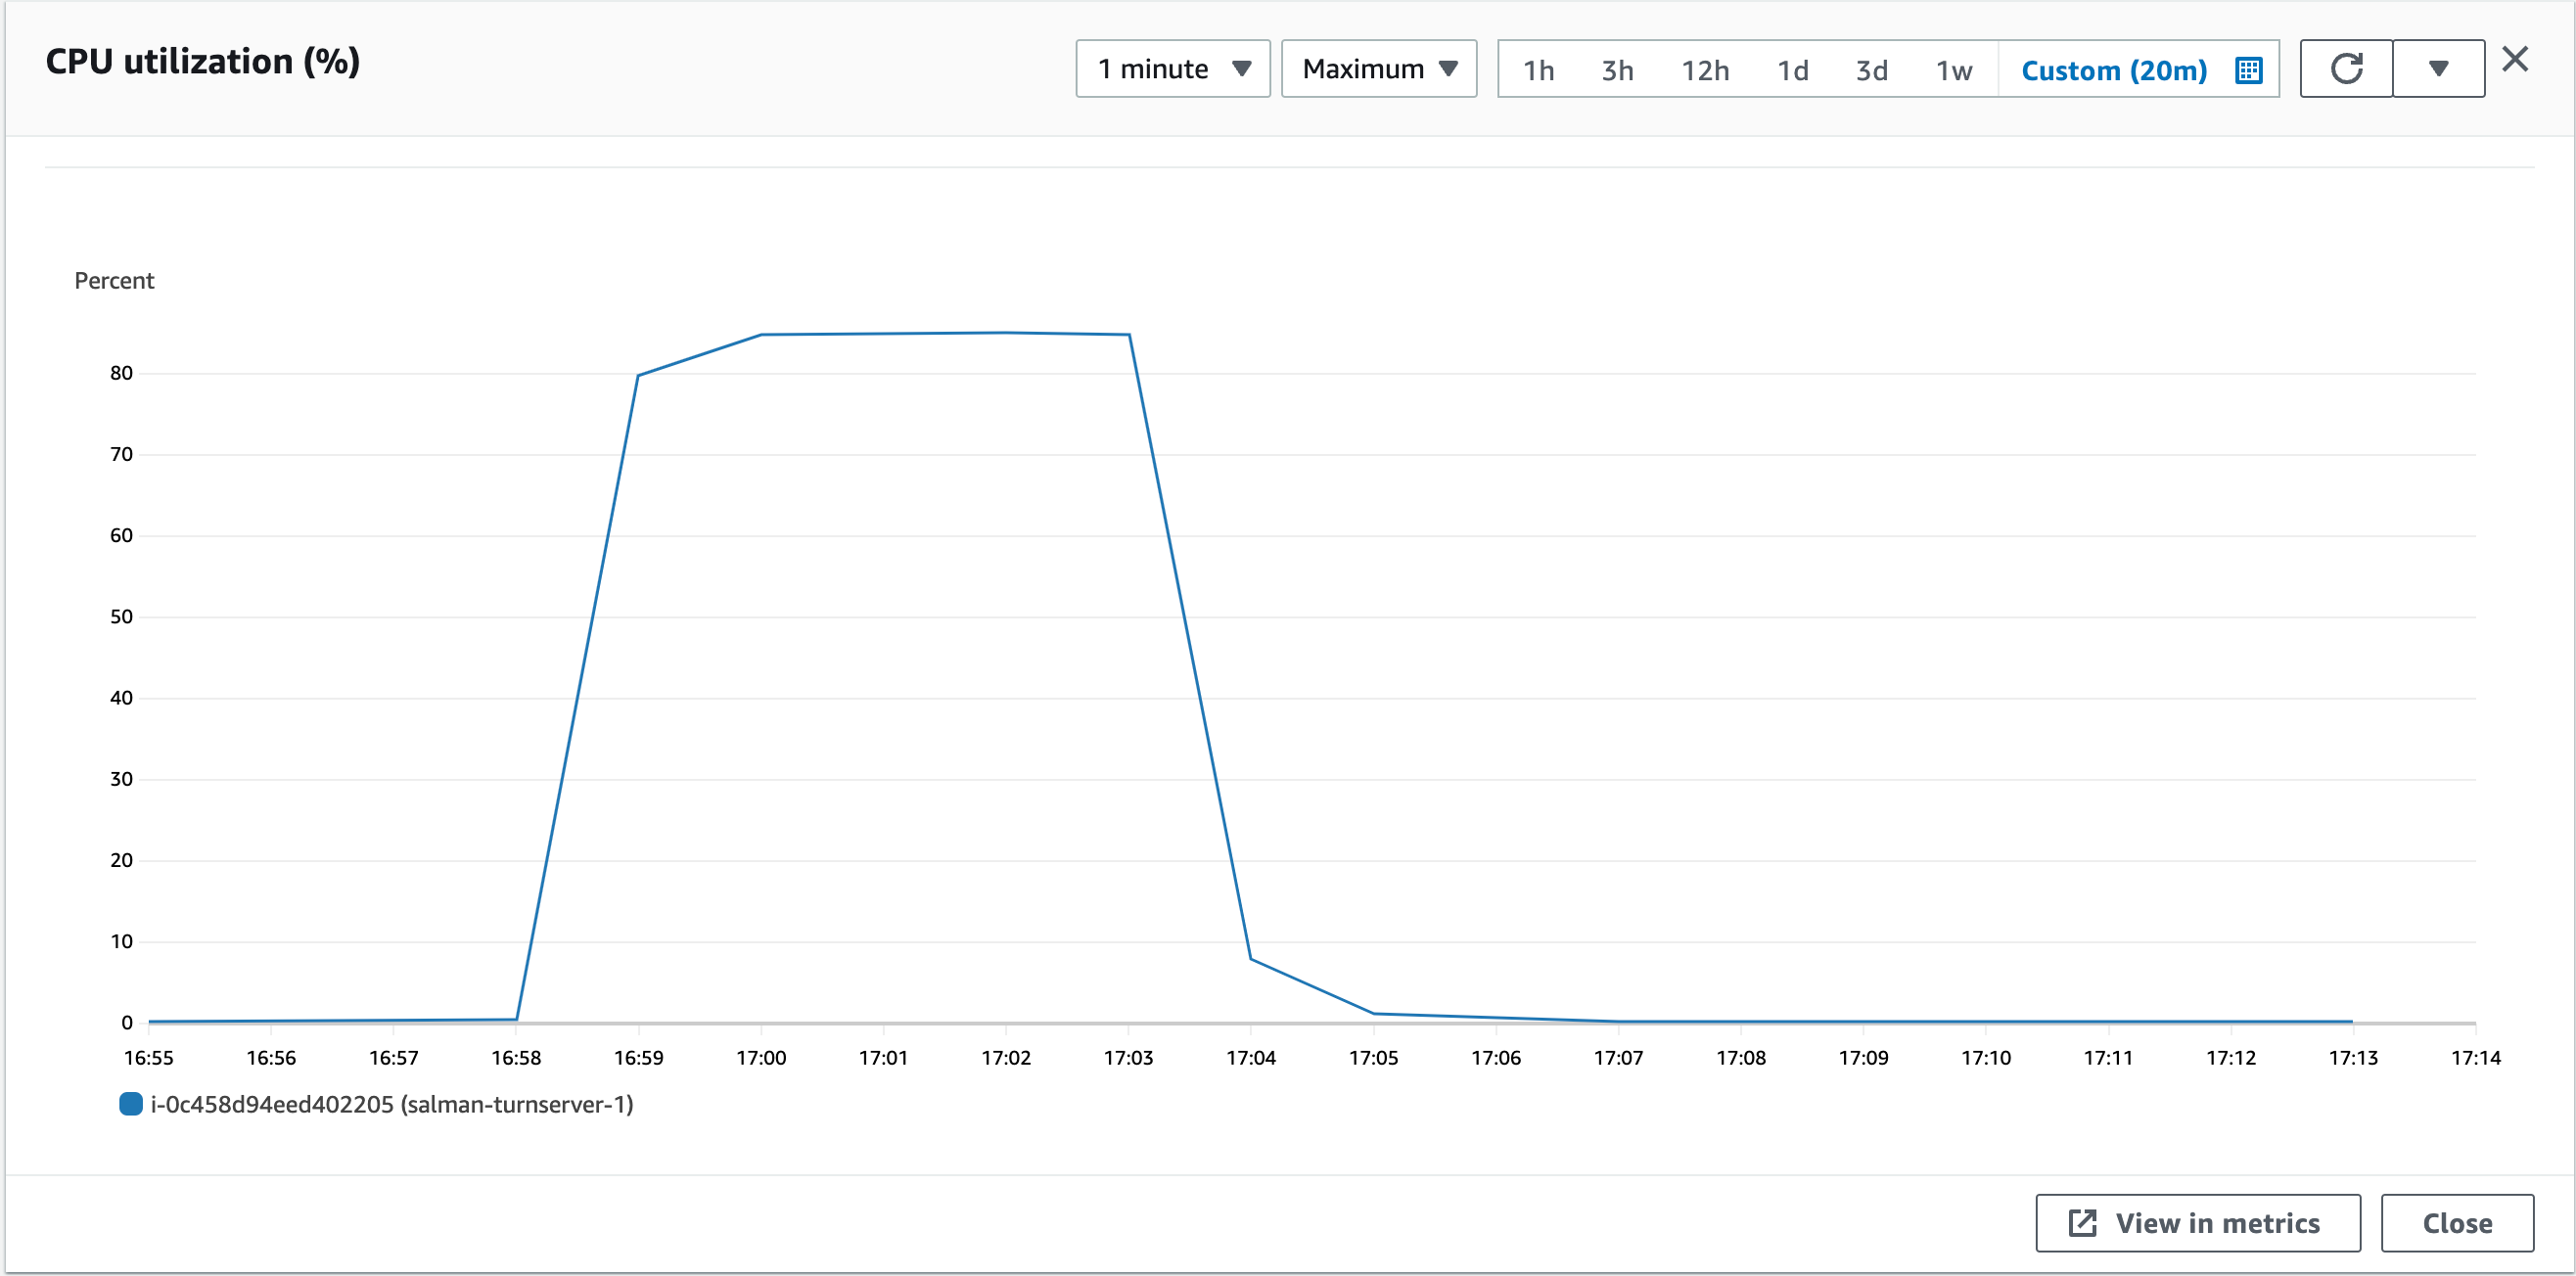 CPU utilization (%)
1 minute
Maximum
1h 3h 12h 1d 3d 1w Custom (20m)
Percent
80
70
60
50
40
30
20
10
0
16:55 16:56 16:57 16:58 16:59 17:00 17:01 17:02 17:03 17:04 17:05 17:06 17:07 17:08 17:09 17:10 17:11 17:12 17:13 17:14
i-0c458d94eed402205 (salman-turnserver-1)
View in metrics
Close